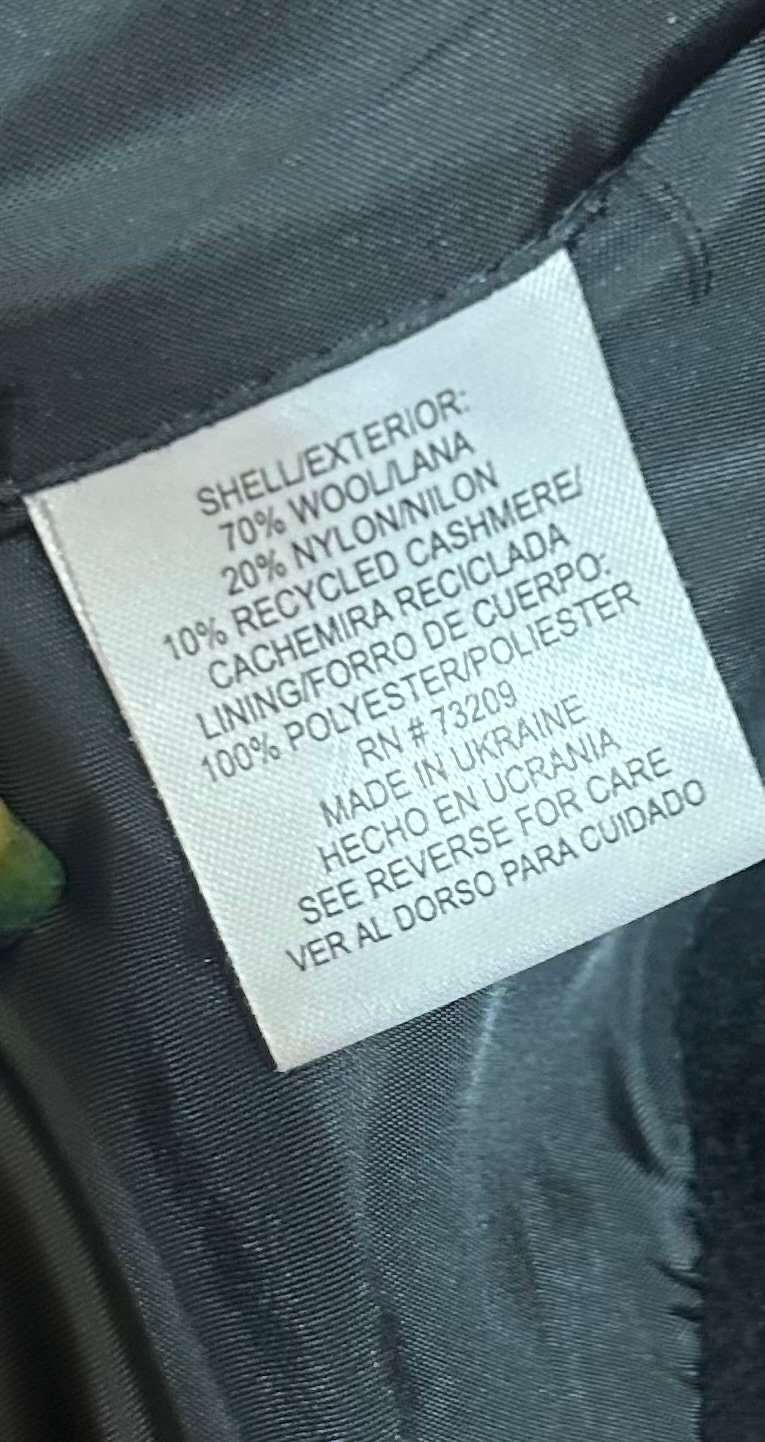 SHELL/EXTERIOR:
70% WOOL/LANA
20% NYLON/NILON
10% RECYCLED CASHMERE/
CACHEMIRA RECICLADA
LINING/FORRO DE CUERPO:
100% POLYESTER/POLIESTER
RN # 73209
MADE IN UKRAINE
HECHO EN UCRANIA
SEE REVERSE FOR CARE
VER AL DORSO PARA CUIDADO